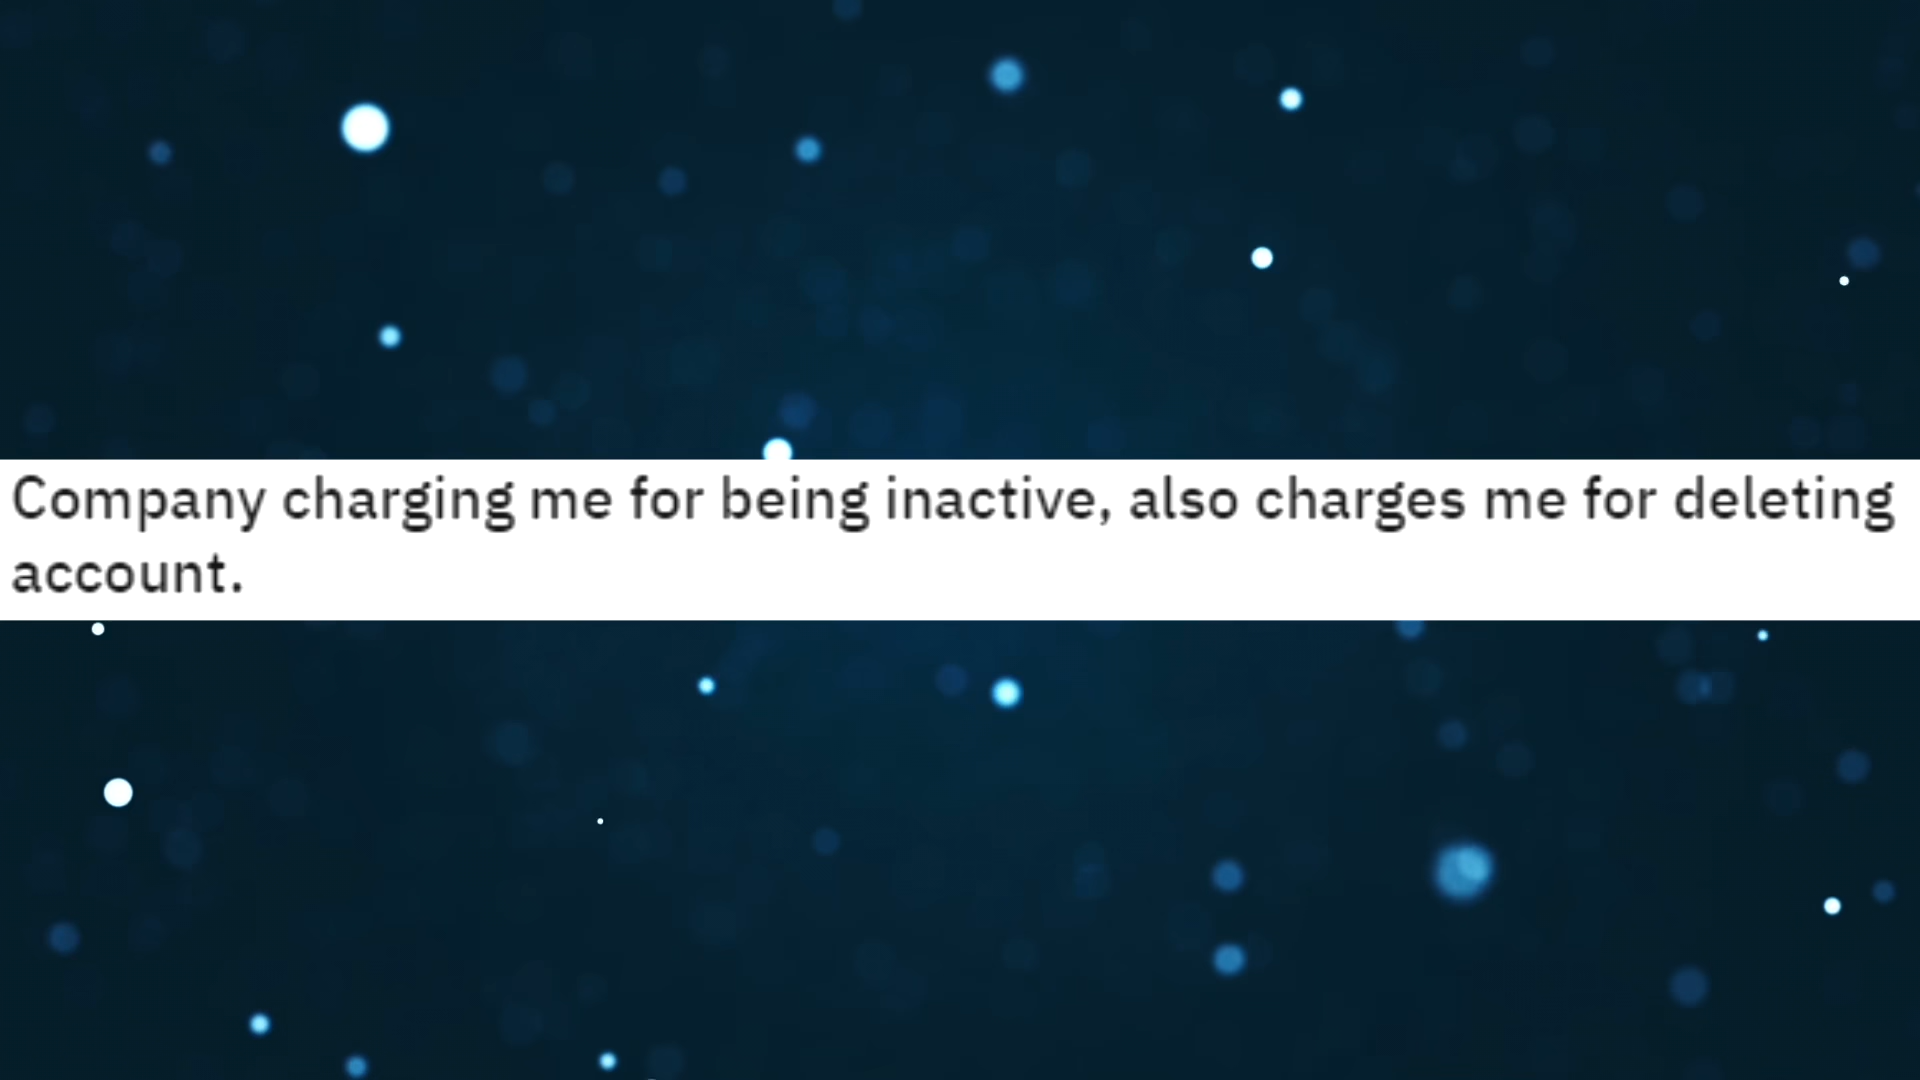 Company charging me for being inactive, also charges me for deleting
account.